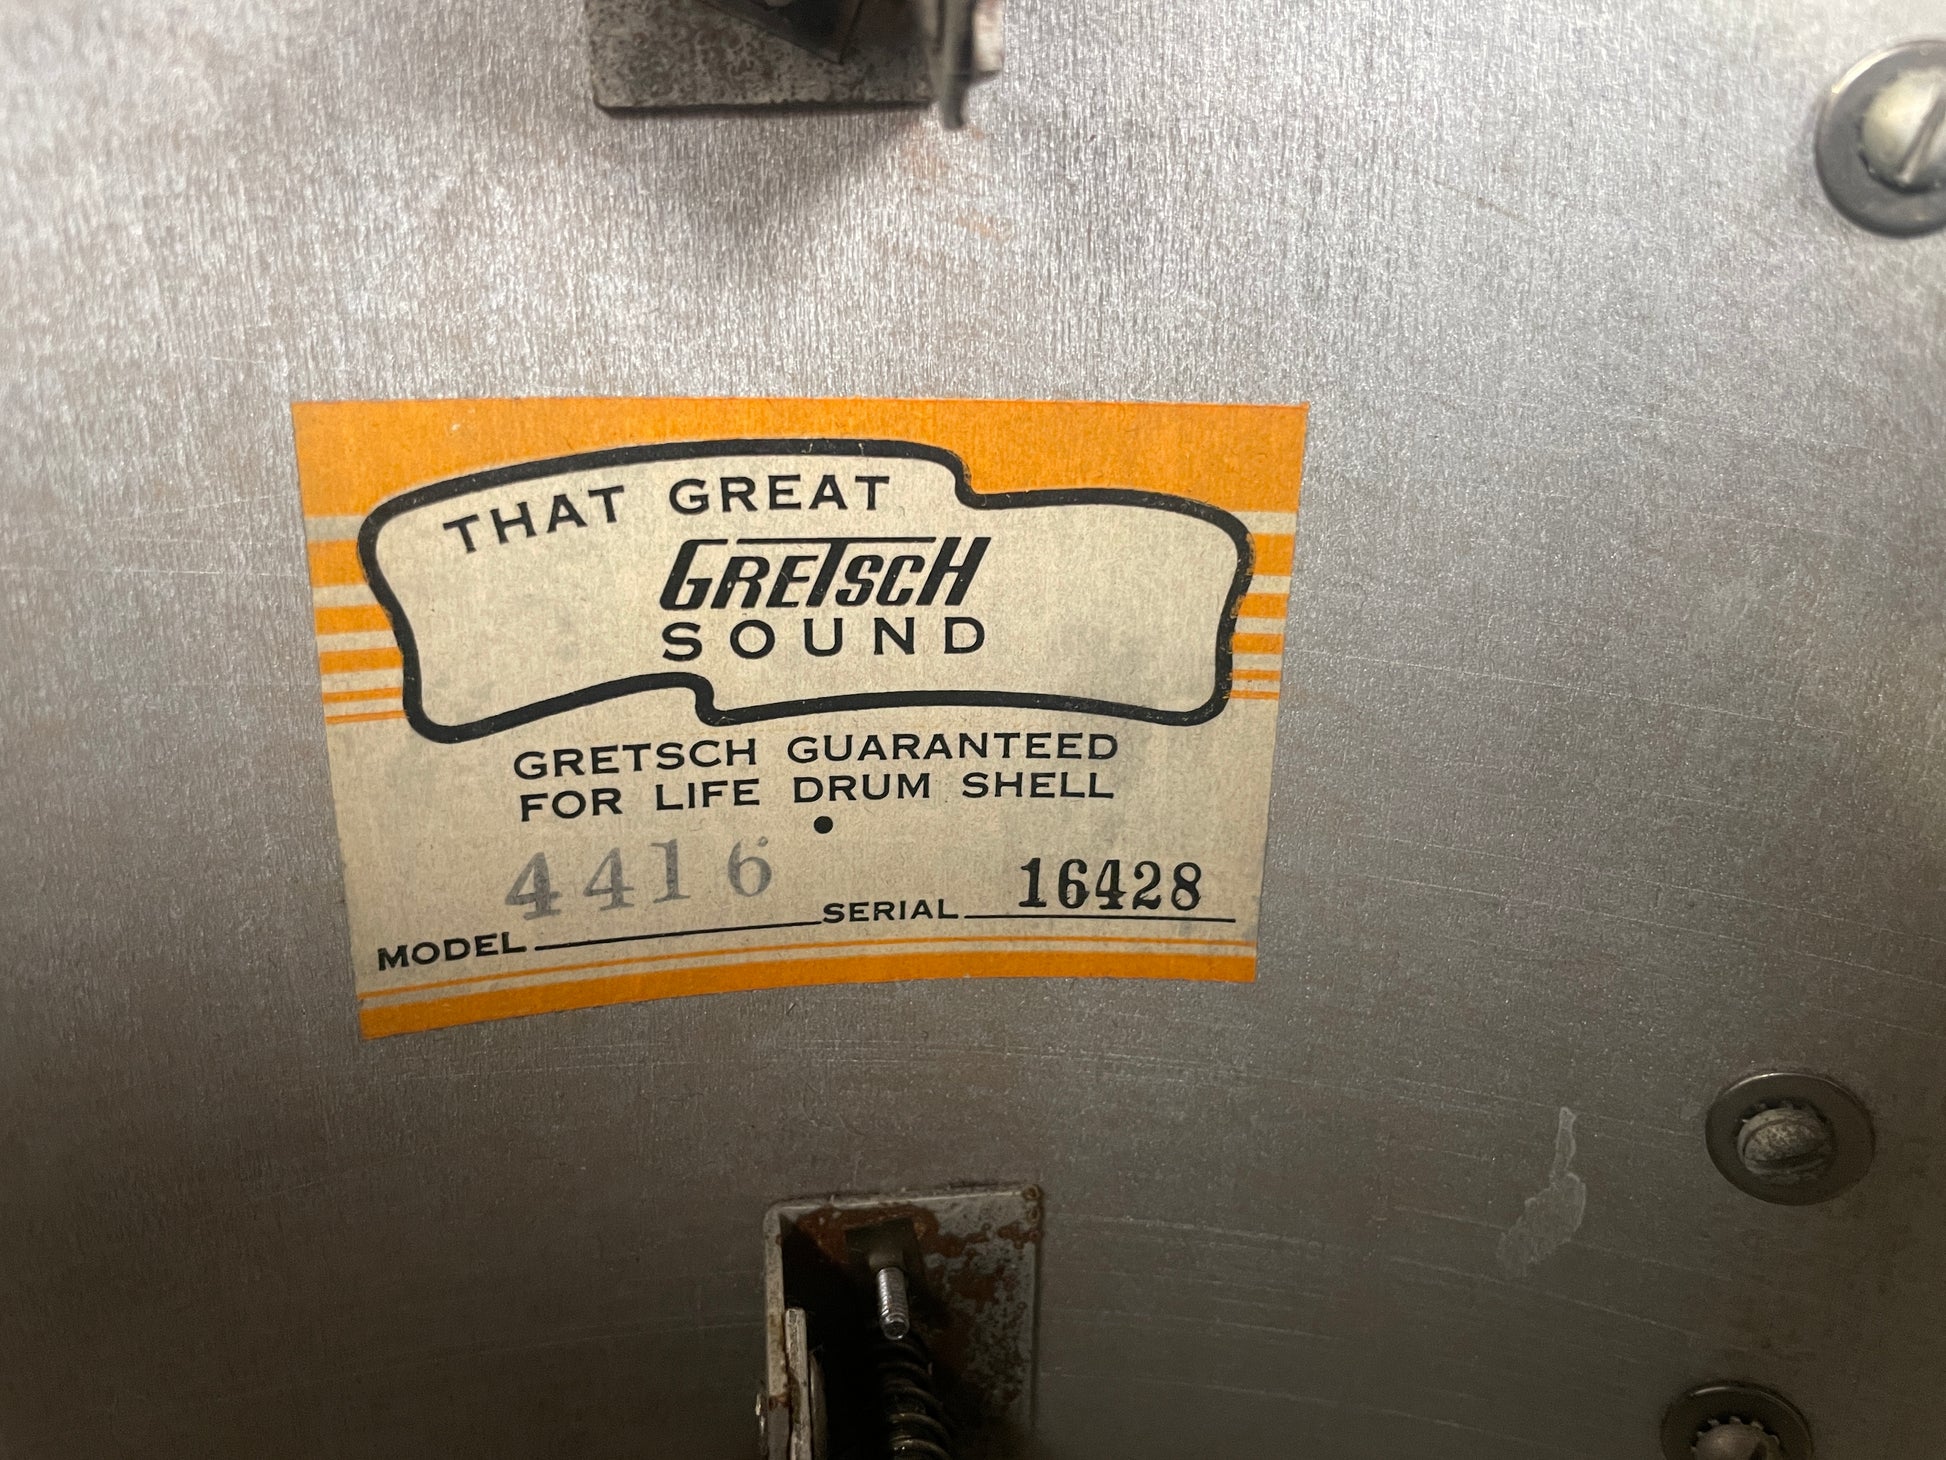 THAT GREAT
GRETSCH
SOUND
GRETSCH GUARANTEED
FOR LIFE DRUM SHELL
•
MODEL 4416 SERIAL 16428